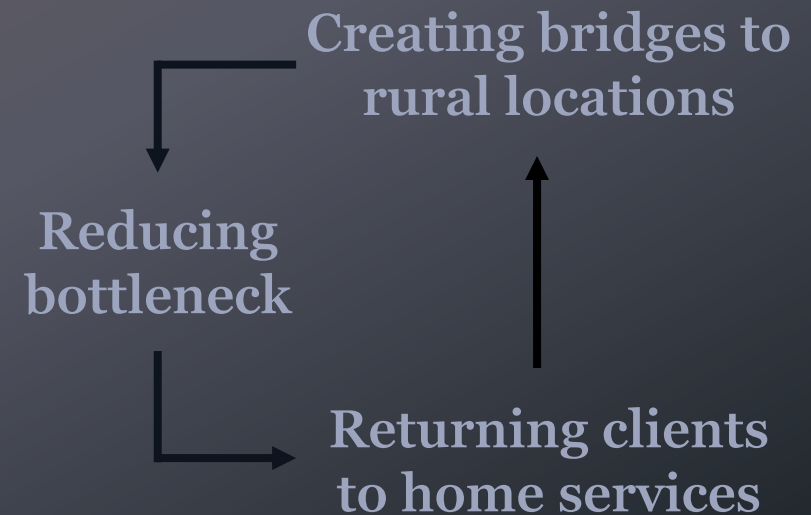 Creating bridges to
rural locations
Reducing
bottleneck
Returning clients
to home services